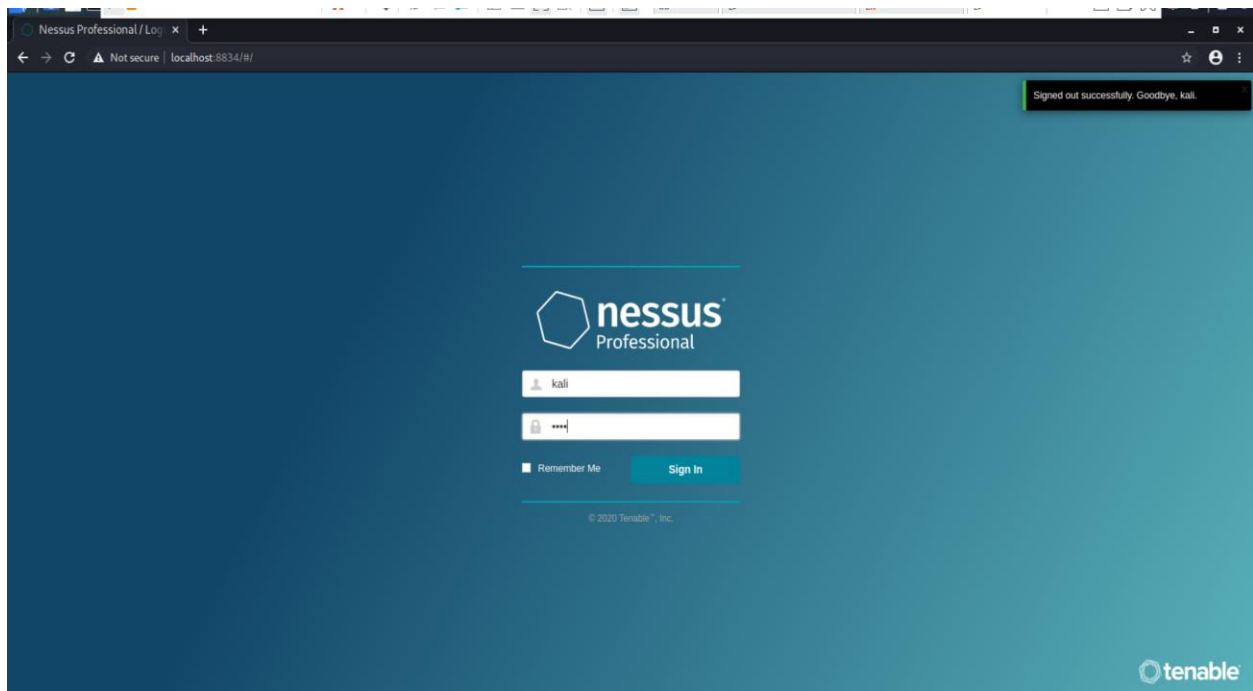 Nessus Professional / Log
Not secure | localhost:8834/#/
Signed out successfully. Goodbye, kali.
nessus
Professional
kali
••••
Remember Me
Sign In
© 2020 Tenable™, Inc.
tenable